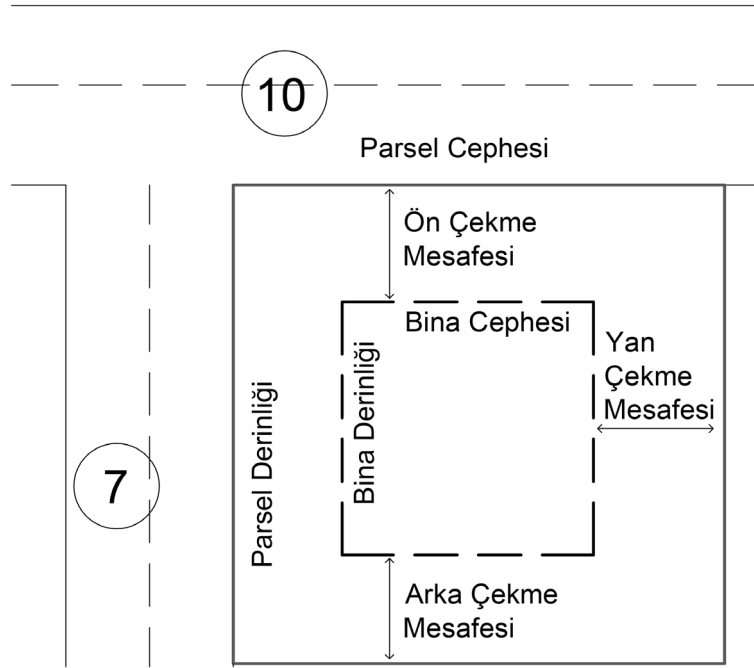 10
Parsel Cephesi
Ön Çekme
Mesafesi
Bina Cephesi
Yan
Çekme
Mesafesi
Bina Derinliği
Parsel Derinliği
7
Arka Çekme
Mesafesi